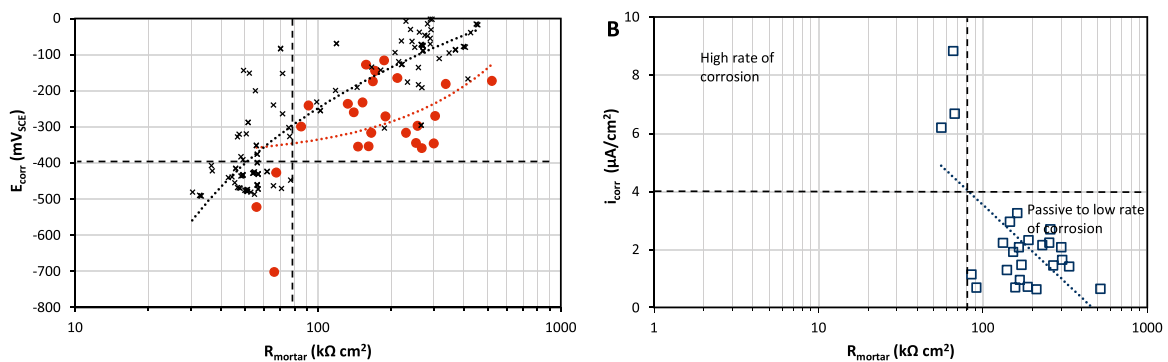 0
-100
-200
-300
-400
-500
-600
-700
-800
10
100
1000
E_corr (mV_SCE)
R_mortar (kΩ cm²)
B
10
8
6
4
2
0
1
10
100
1000
i_corr (µA/cm²)
R_mortar (kΩ cm²)
High rate of
corrosion
Passive to low rate
of corrosion